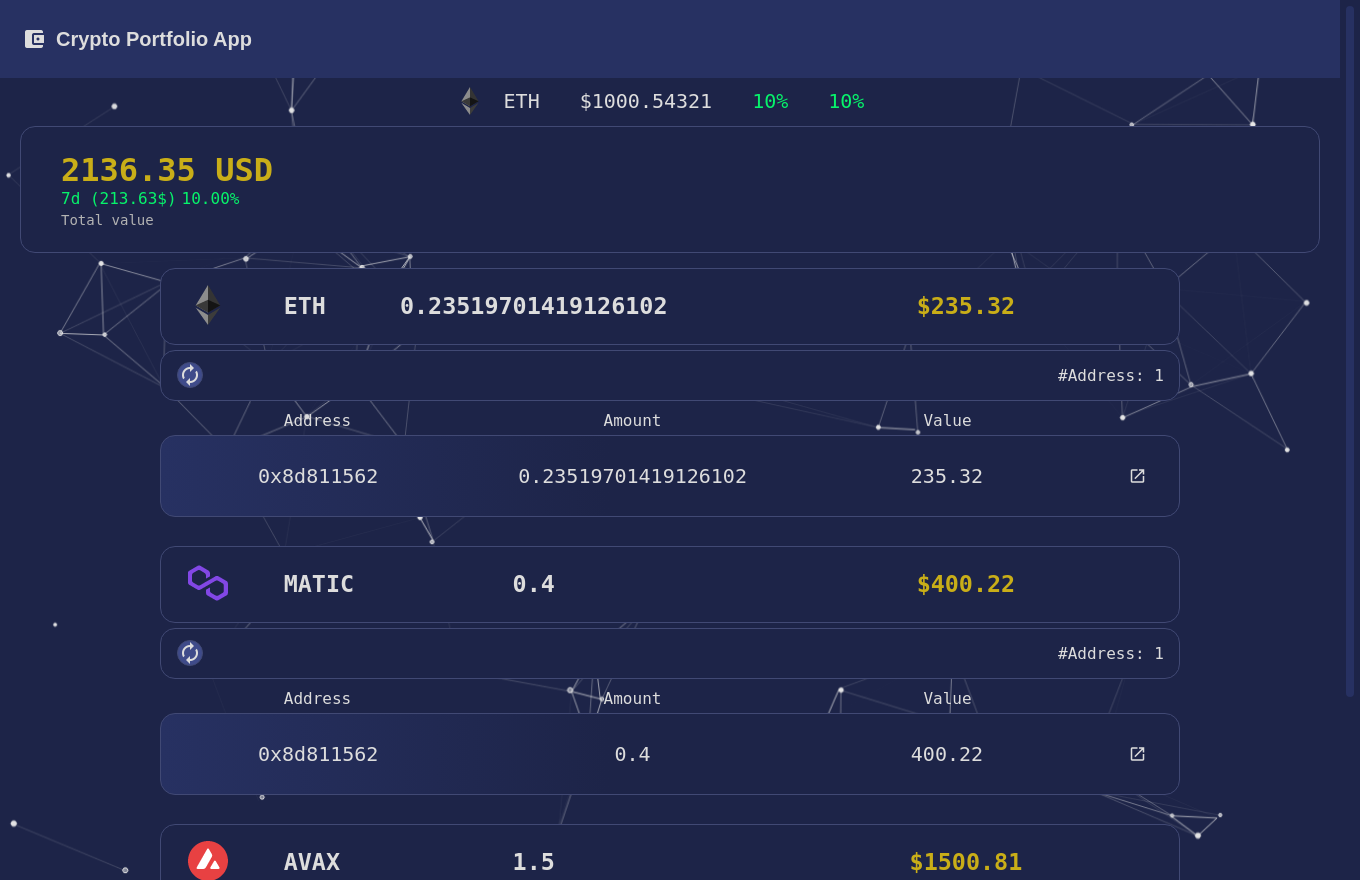 Crypto Portfolio App
ETH $1000.54321 10% 10%
2136.35 USD
7d (213.63$) 10.00%
Total value
ETH 0.23519701419126102 $235.32
#Address: 1
Address Amount Value
0x8d811562 0.23519701419126102 235.32
MATIC 0.4 $400.22
#Address: 1
Address Amount Value
0x8d811562 0.4 400.22
AVAX 1.5 $1500.81